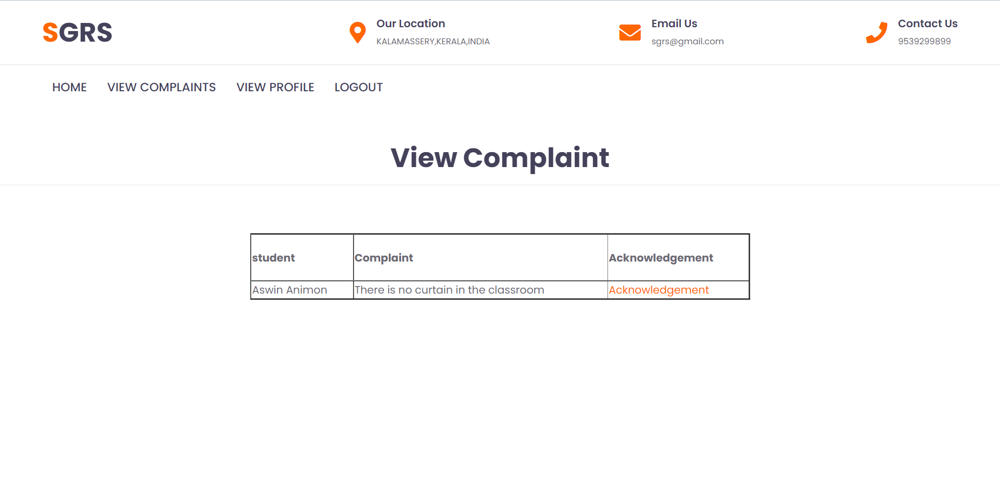 SGRS
Our Location
KALAMASSERY,KERALA,INDIA
Email Us
sgrs@gmail.com
Contact Us
9539299899
HOME VIEW COMPLAINTS VIEW PROFILE LOGOUT
View Complaint
student Complaint Acknowledgement
Aswin Animon There is no curtain in the classroom Acknowledgement